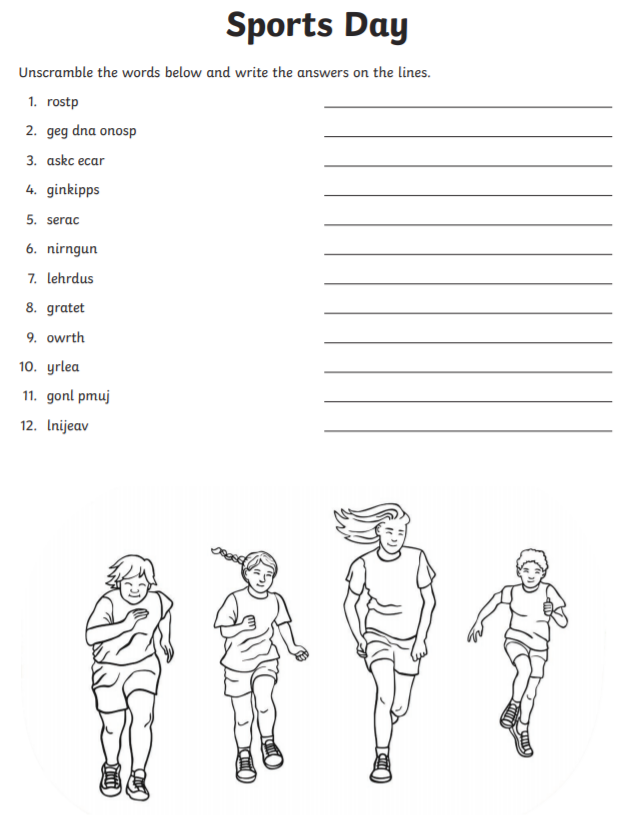 Sports Day
Unscramble the words below and write the answers on the lines.
1. rostp
2. geg dna onosp
3. askc ecar
4. ginkipps
5. serac
6. nirngun
7. lehrdus
8. gratet
9. owrth
10. yrlea
11. gonl pmuj
12. lnijeav